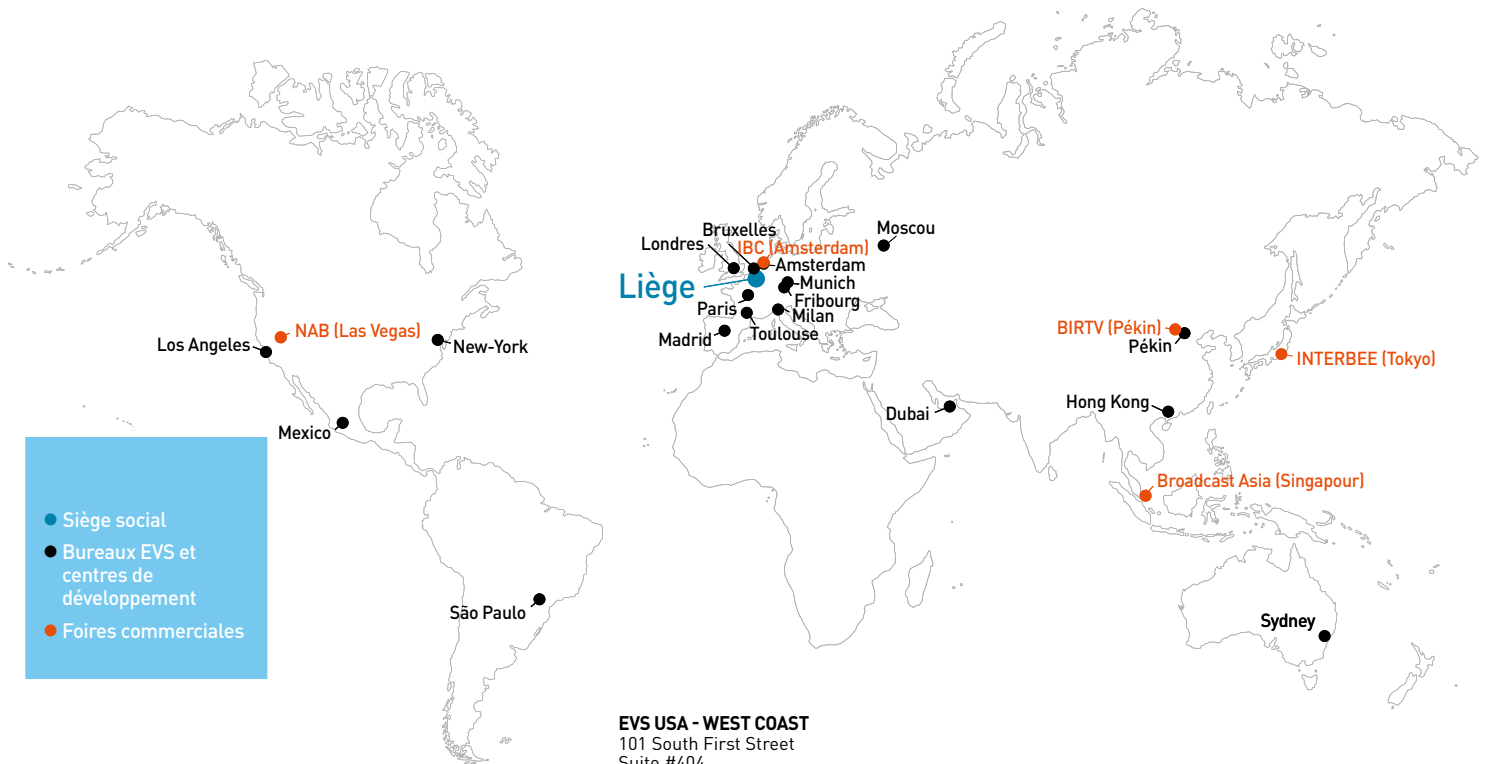 Bruxelles
Moscou
Londres
IBC (Amsterdam)
Amsterdam
Liège
Munich
Fribourg
Paris
Milan
Madrid
Toulouse
NAB (Las Vegas)
Los Angeles
New-York
BIRTV (Pékin)
Pékin
INTERBEE (Tokyo)
Hong Kong
Dubai
Mexico
Broadcast Asia (Singapour)
Siège social
Bureaux EVS et
centres de
développement
Foires commerciales
São Paulo
Sydney
EVS USA - WEST COAST
101 South First Street
Suite #404